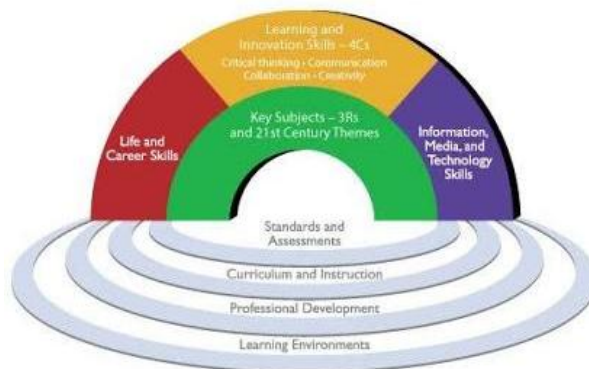 Learning and
Innovation Skills – 4Cs
Critical thinking • Communication
Collaboration • Creativity
Key Subjects – 3Rs
and 21st Century Themes
Life and
Career Skills
Information,
Media, and
Technology
Skills
Standards and
Assessments
Curriculum and Instruction
Professional Development
Learning Environments